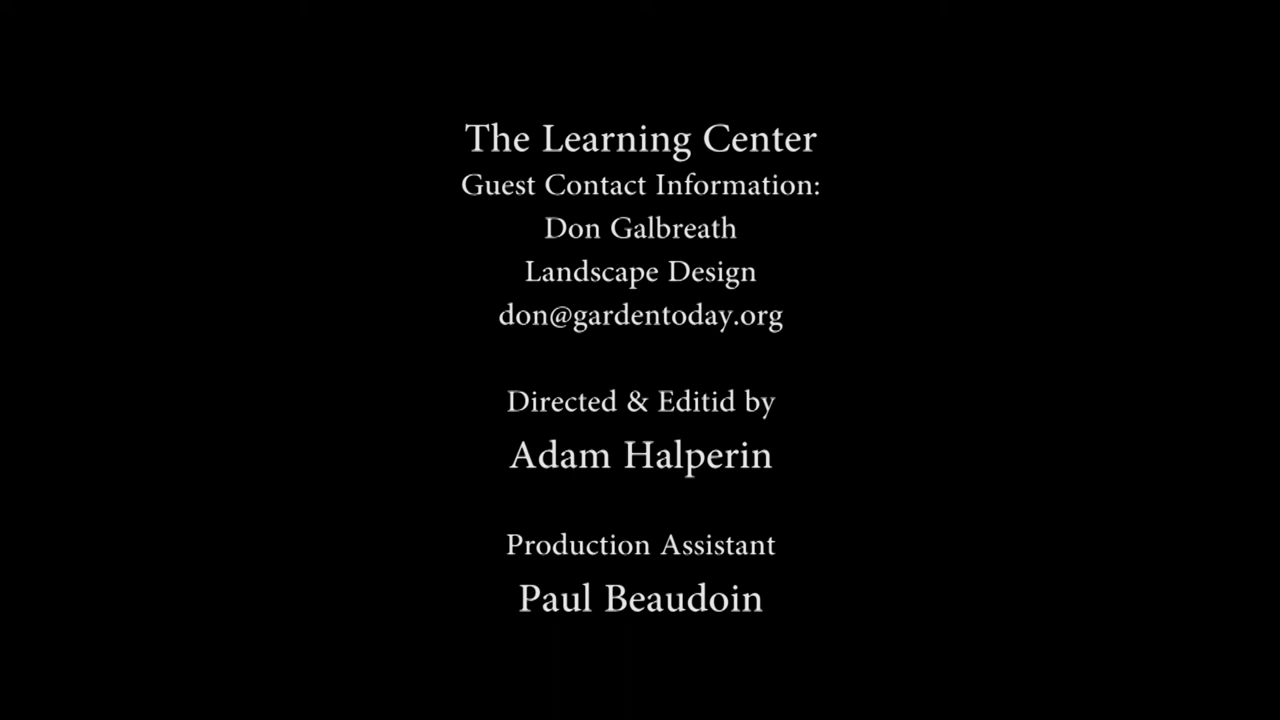 The Learning Center
Guest Contact Information:
Don Galbreath
Landscape Design
don@gardentoday.org
Directed & Editid by
Adam Halperin
Production Assistant
Paul Beaudoin